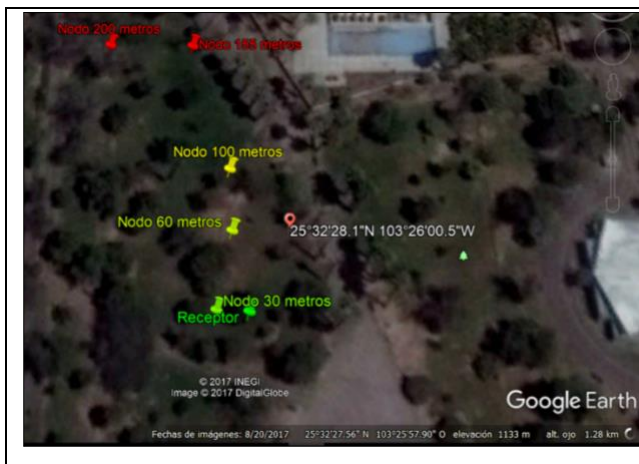 Nodo 200 metros
Nodo 185 metros
Nodo 100 metros
Nodo 60 metros
25°32'28.1"N 103°26'00.5"W
Nodo 30 metros
Receptor
© 2017 INEGI
Image © 2017 DigitalGlobe
Google Earth
Fechas de imágenes: 8/20/2017 25°32'27.56" N 103°25'57.90" O elevación 1133 m alt. ojo 1.28 km